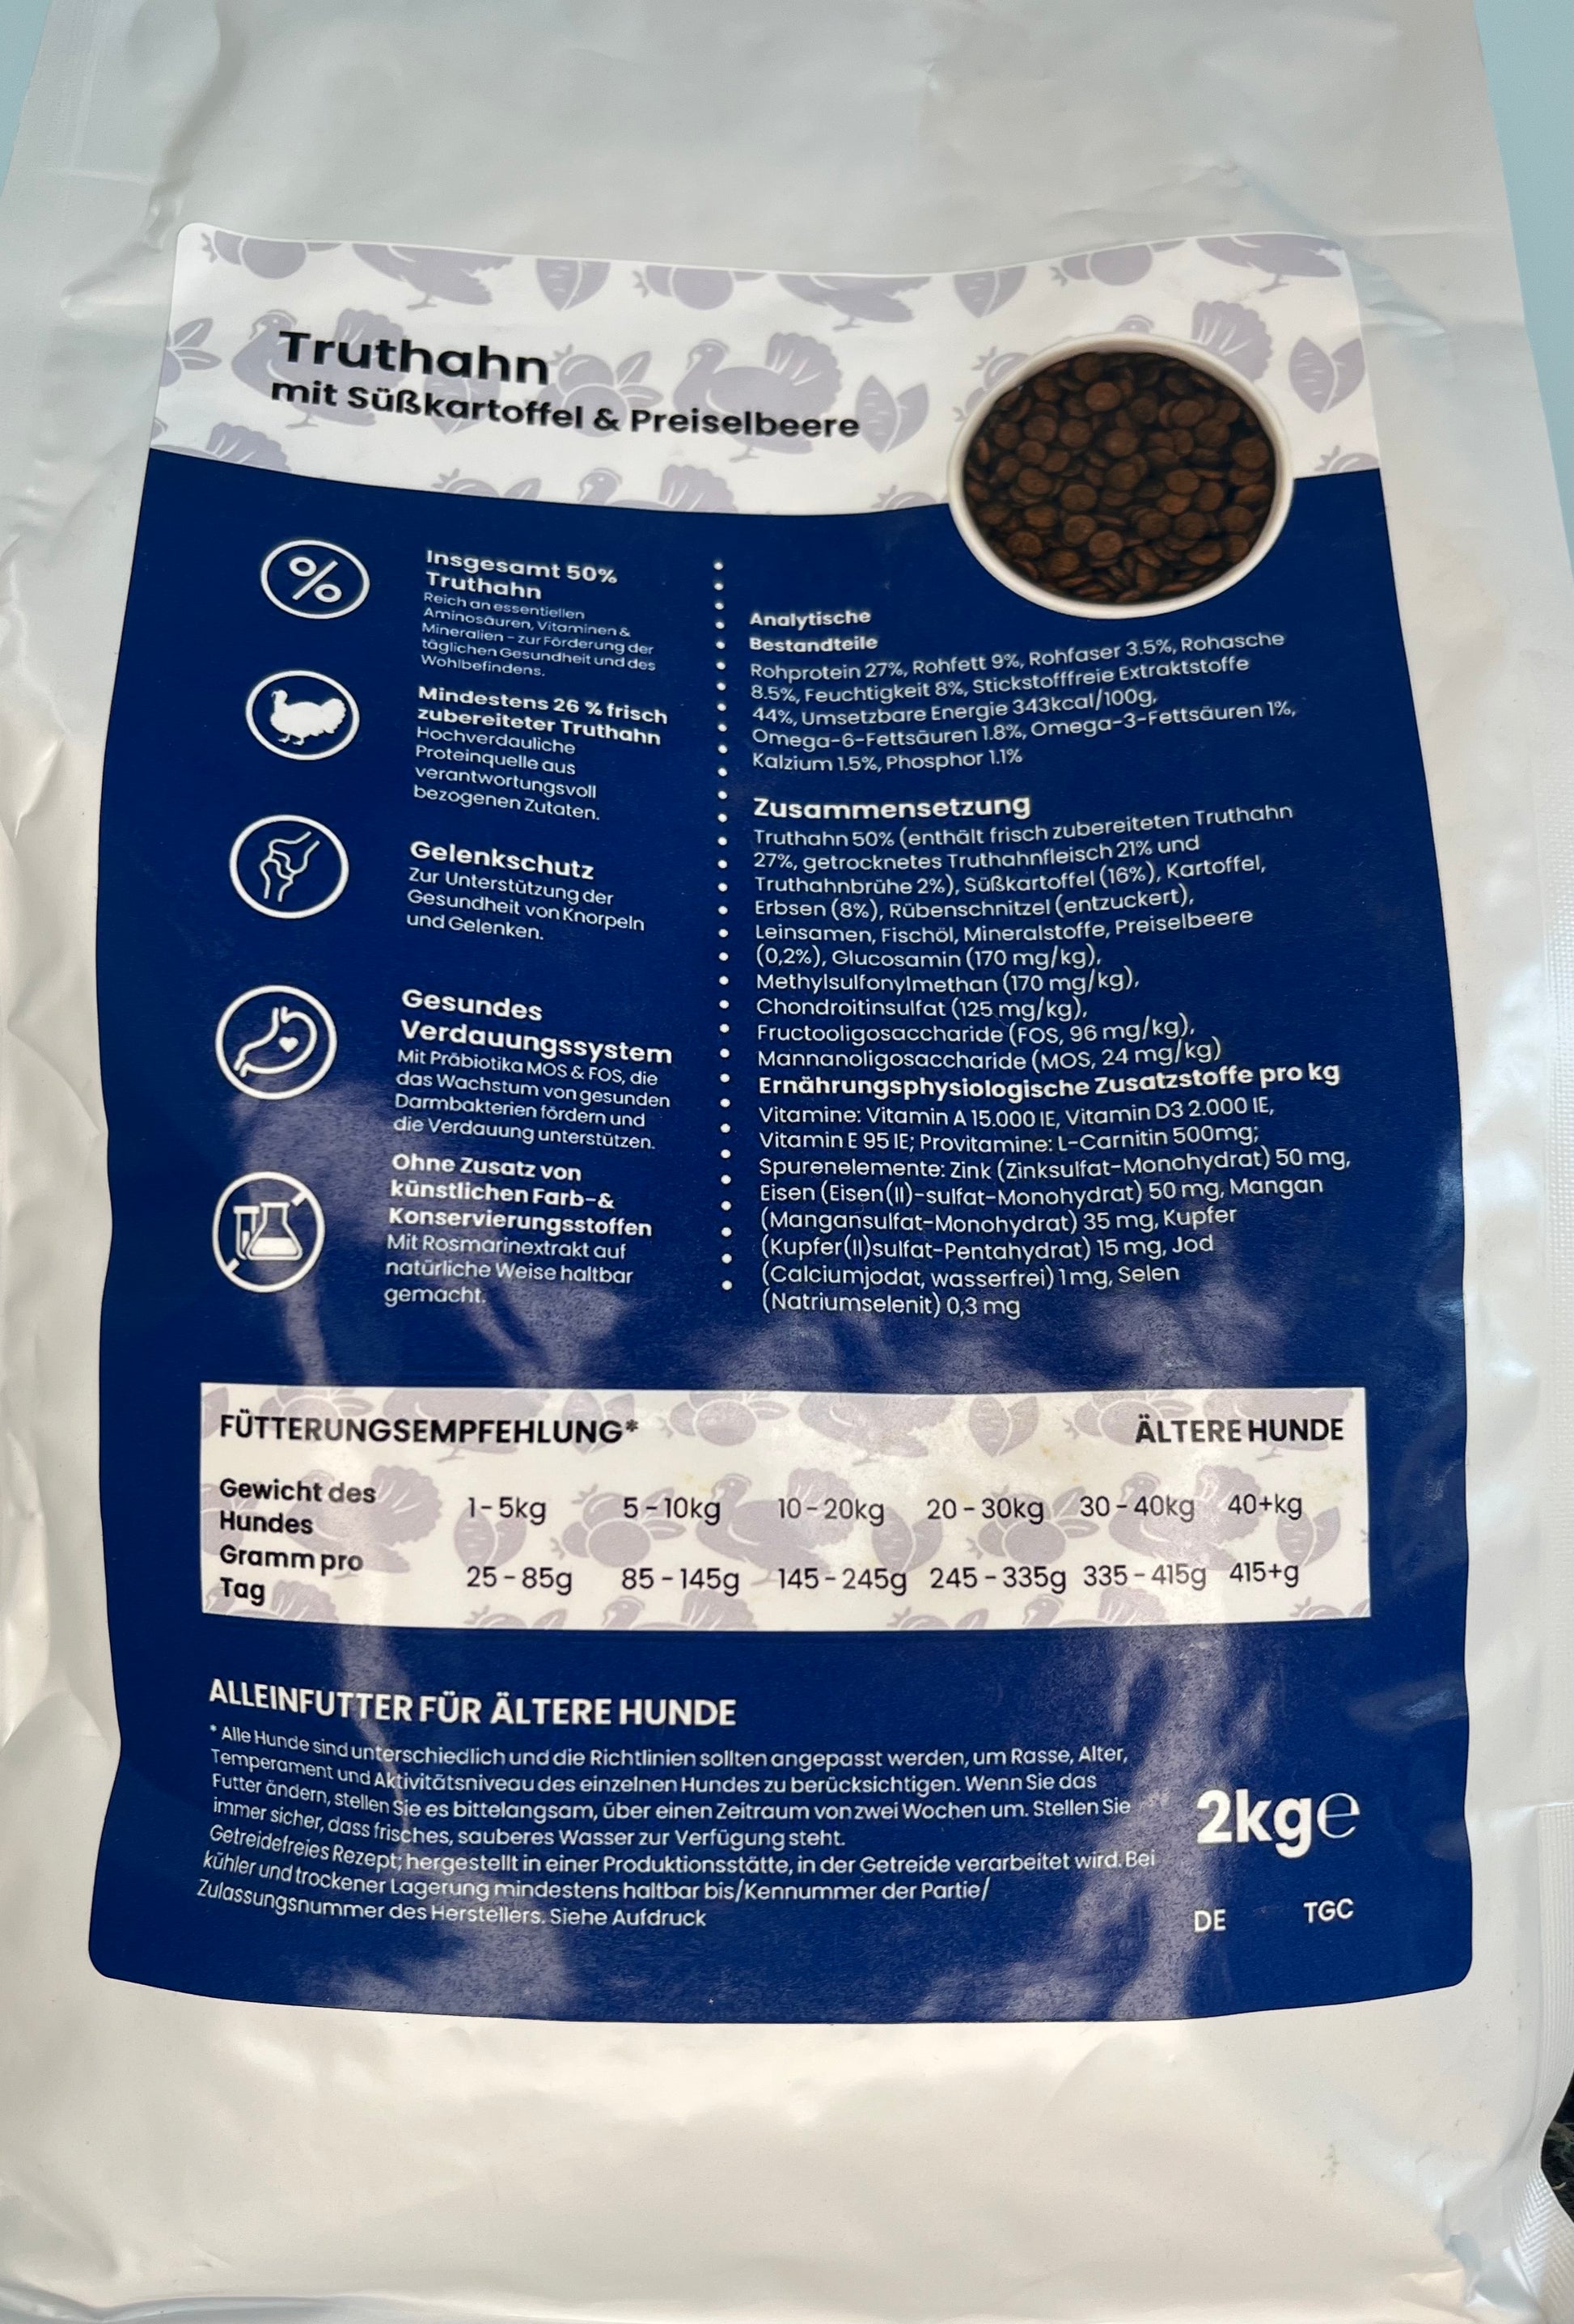 Truthahn
mit Süßkartoffel & Preiselbeere
Insgesamt 50%
Truthahn
Reich an essentiellen
Aminosäuren, Vitaminen &
Mineralien - zur Förderung der
täglichen Gesundheit und des
Wohlbefindens.
Mindestens 26 % frisch
zubereiteter Truthahn
Hochverdauliche
Proteinquelle aus
verantwortungsvoll
bezogenen Zutaten.
Gelenkschutz
Zur Unterstützung der
Gesundheit von Knorpeln
und Gelenken.
Gesundes
Verdauungssystem
Mit Präbiotika MOS & FOS, die
das Wachstum von gesunden
Darmbakterien fördern und
die Verdauung unterstützen.
Ohne Zusatz von
künstlichen Farb-&
Konservierungsstoffen
Mit Rosmarinextrakt auf
natürliche Weise haltbar
gemacht.
Analytische
Bestandteile
Rohprotein 27%, Rohfett 9%, Rohfaser 3.5%, Rohasche
8.5%, Feuchtigkeit 8%, Stickstofffreie Extraktstoffe
44%, Umsetzbare Energie 343kcal/100g,
Omega-6-Fettsäuren 1.8%, Omega-3-Fettsäuren 1%,
Kalzium 1.5%, Phosphor 1.1%
Zusammensetzung
Truthahn 50% (enthält frisch zubereiteten Truthahn
27%, getrocknetes Truthahnfleisch 21% und
Truthahnbrühe 2%), Süßkartoffel (16%), Kartoffel,
Erbsen (8%), Rübenschnitzel (entzuckert),
Leinsamen, Fischöl, Mineralstoffe, Preiselbeere
(0,2%), Glucosamin (170 mg/kg),
Methylsulfonylmethan (170 mg/kg),
Chondroitinsulfat (125 mg/kg),
Fructooligosaccharide (FOS, 96 mg/kg),
Mannanoligosaccharide (MOS, 24 mg/kg)
Ernährungsphysiologische Zusatzstoffe pro kg
Vitamine: Vitamin A 15.000 IE, Vitamin D3 2.000 IE,
Vitamin E 95 IE; Provitamine: L-Carnitin 500mg;
Spurenelemente: Zink (Zinksulfat-Monohydrat) 50 mg,
Eisen (Eisen(II)-sulfat-Monohydrat) 50 mg, Mangan
(Mangansulfat-Monohydrat) 35 mg, Kupfer
(Kupfer(II)sulfat-Pentahydrat) 15 mg, Jod
(Calciumjodat, wasserfrei) 1 mg, Selen
(Natriumselenit) 0,3 mg
FÜTTERUNGSEMPFEHLUNG* ÄLTERE HUNDE
Gewicht des
Hundes 1-5kg 5-10kg 10-20kg 20-30kg 30-40kg 40+kg
Gramm pro
Tag 25-85g 85-145g 145-245g 245-335g 335-415g 415+g
ALLEINFUTTER FÜR ÄLTERE HUNDE
* Alle Hunde sind unterschiedlich und die Richtlinien sollten angepasst werden, um Rasse, Alter,
Temperament und Aktivitätsniveau des einzelnen Hundes zu berücksichtigen. Wenn Sie das
Futter ändern, stellen Sie es bittelangsam, über einen Zeitraum von zwei Wochen um. Stellen Sie
immer sicher, dass frisches, sauberes Wasser zur Verfügung steht.
Getreidefreies Rezept; hergestellt in einer Produktionsstätte, in der Getreide verarbeitet wird. Bei
kühler und trockener Lagerung mindestens haltbar bis/Kennummer der Partie/
Zulassungsnummer des Herstellers. Siehe Aufdruck
2kg℮
DE TGC